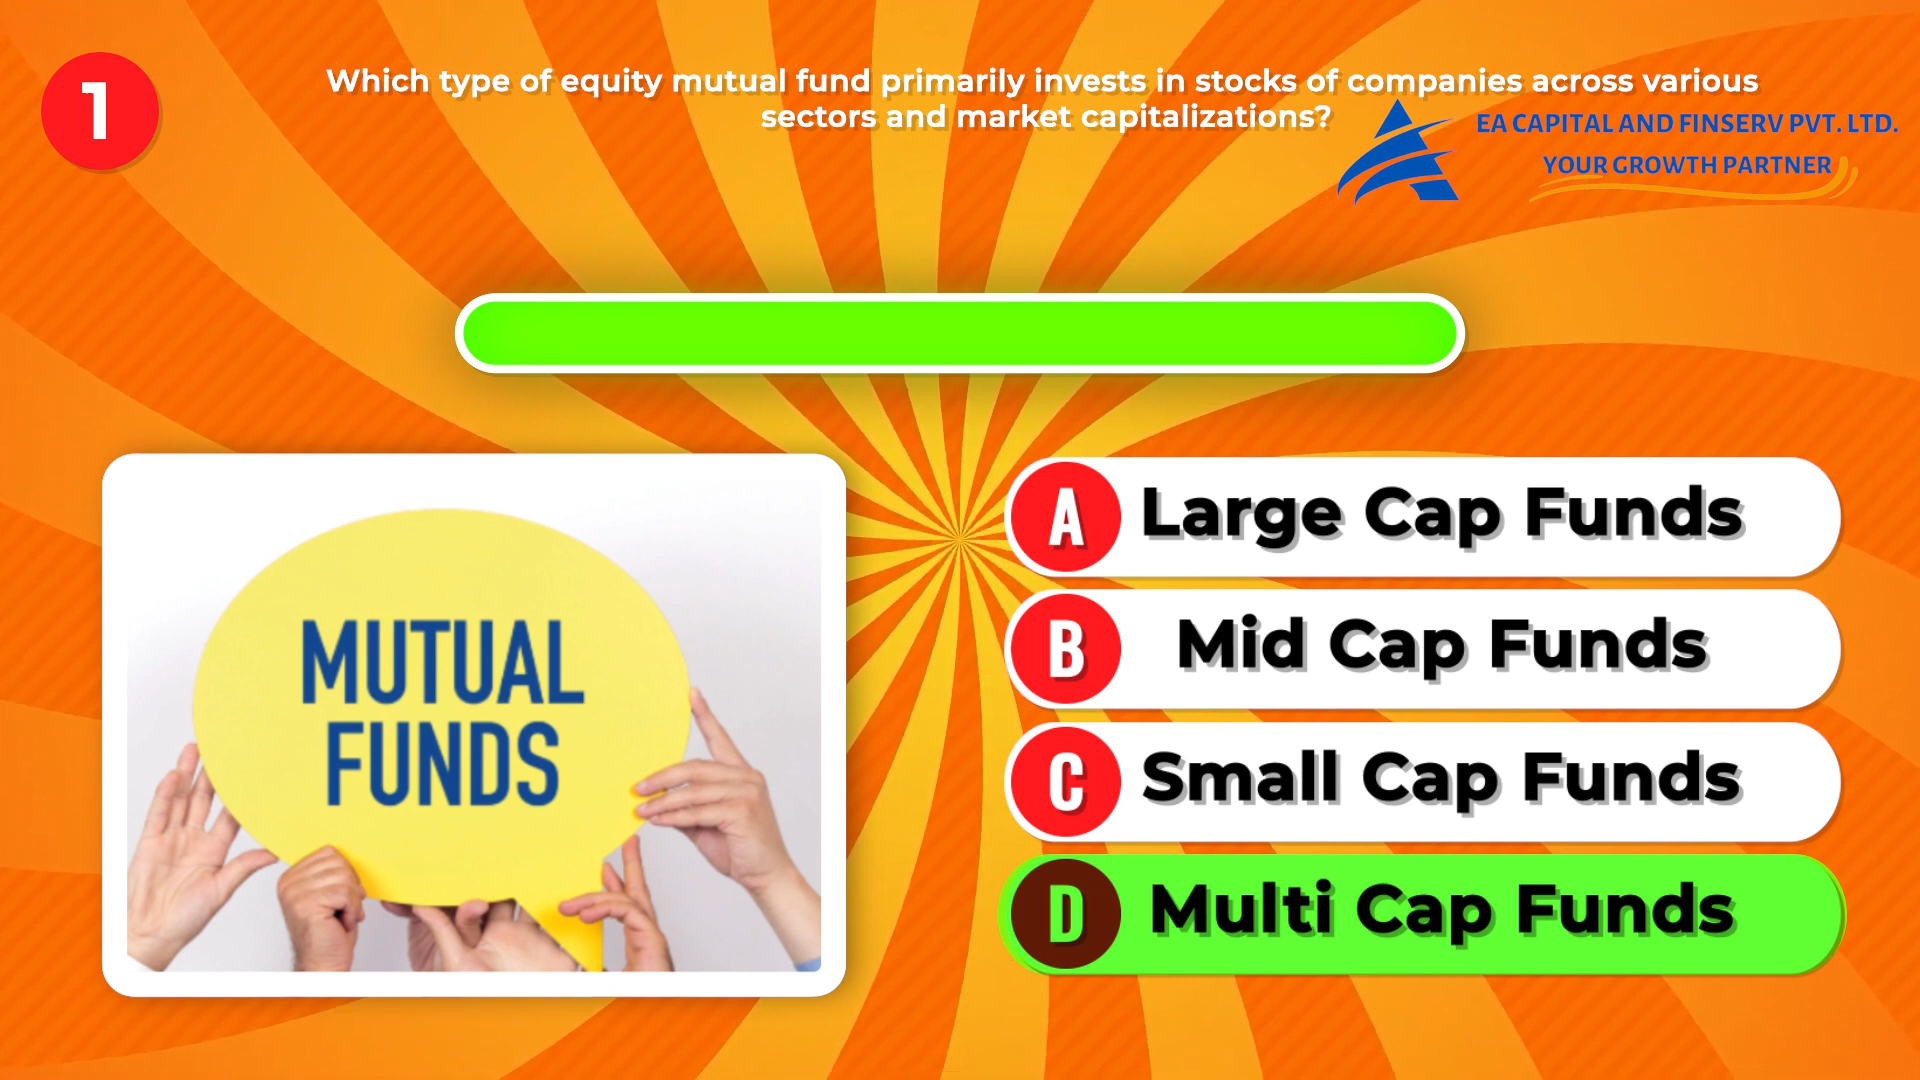 1
Which type of equity mutual fund primarily invests in stocks of companies across various
sectors and market capitalizations?
EA CAPITAL AND FINSERV PVT. LTD.
YOUR GROWTH PARTNER
MUTUAL
FUNDS
A Large Cap Funds
B Mid Cap Funds
C Small Cap Funds
D Multi Cap Funds